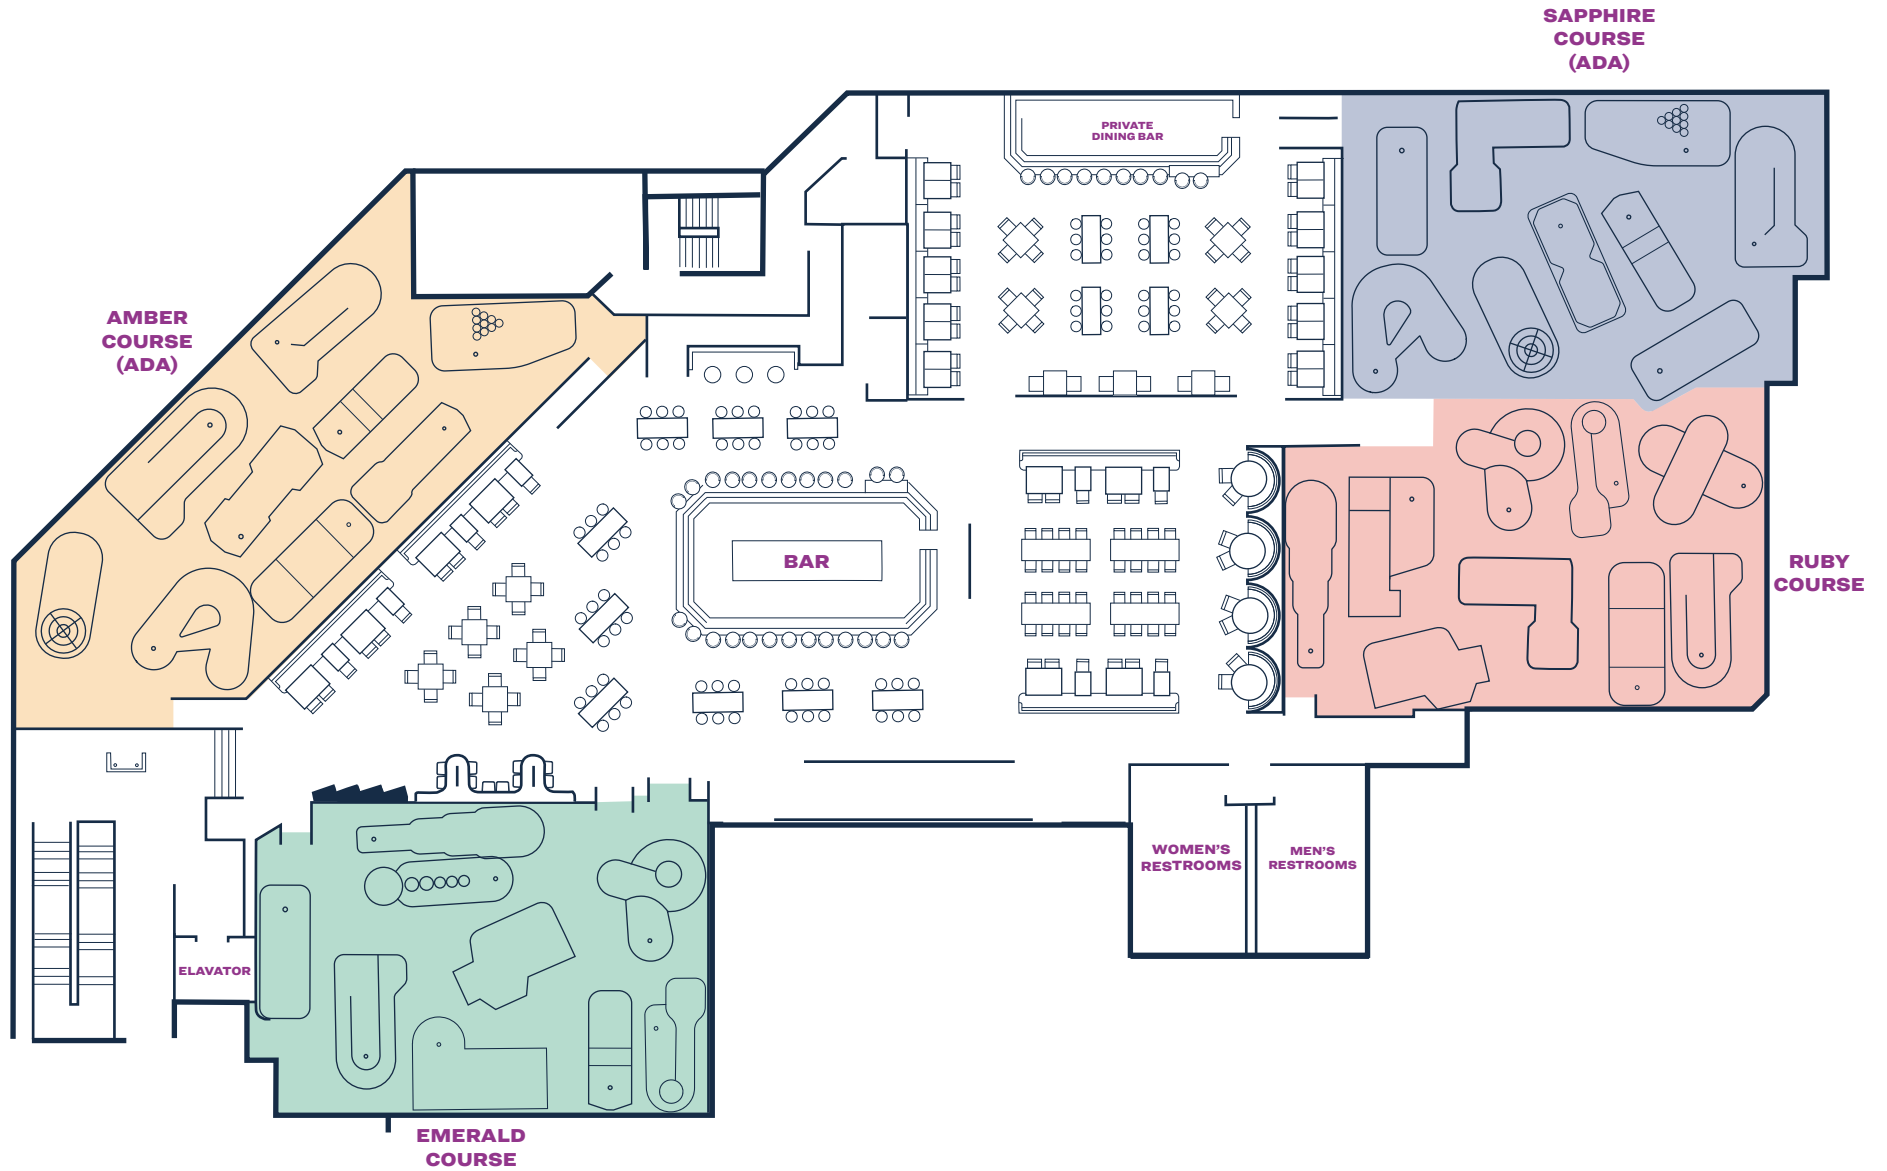 SAPPHIRE
COURSE
(ADA)
PRIVATE
DINING BAR
AMBER
COURSE
(ADA)
BAR
RUBY
COURSE
WOMEN'S
RESTROOMS
MEN'S
RESTROOMS
ELAVATOR
EMERALD
COURSE